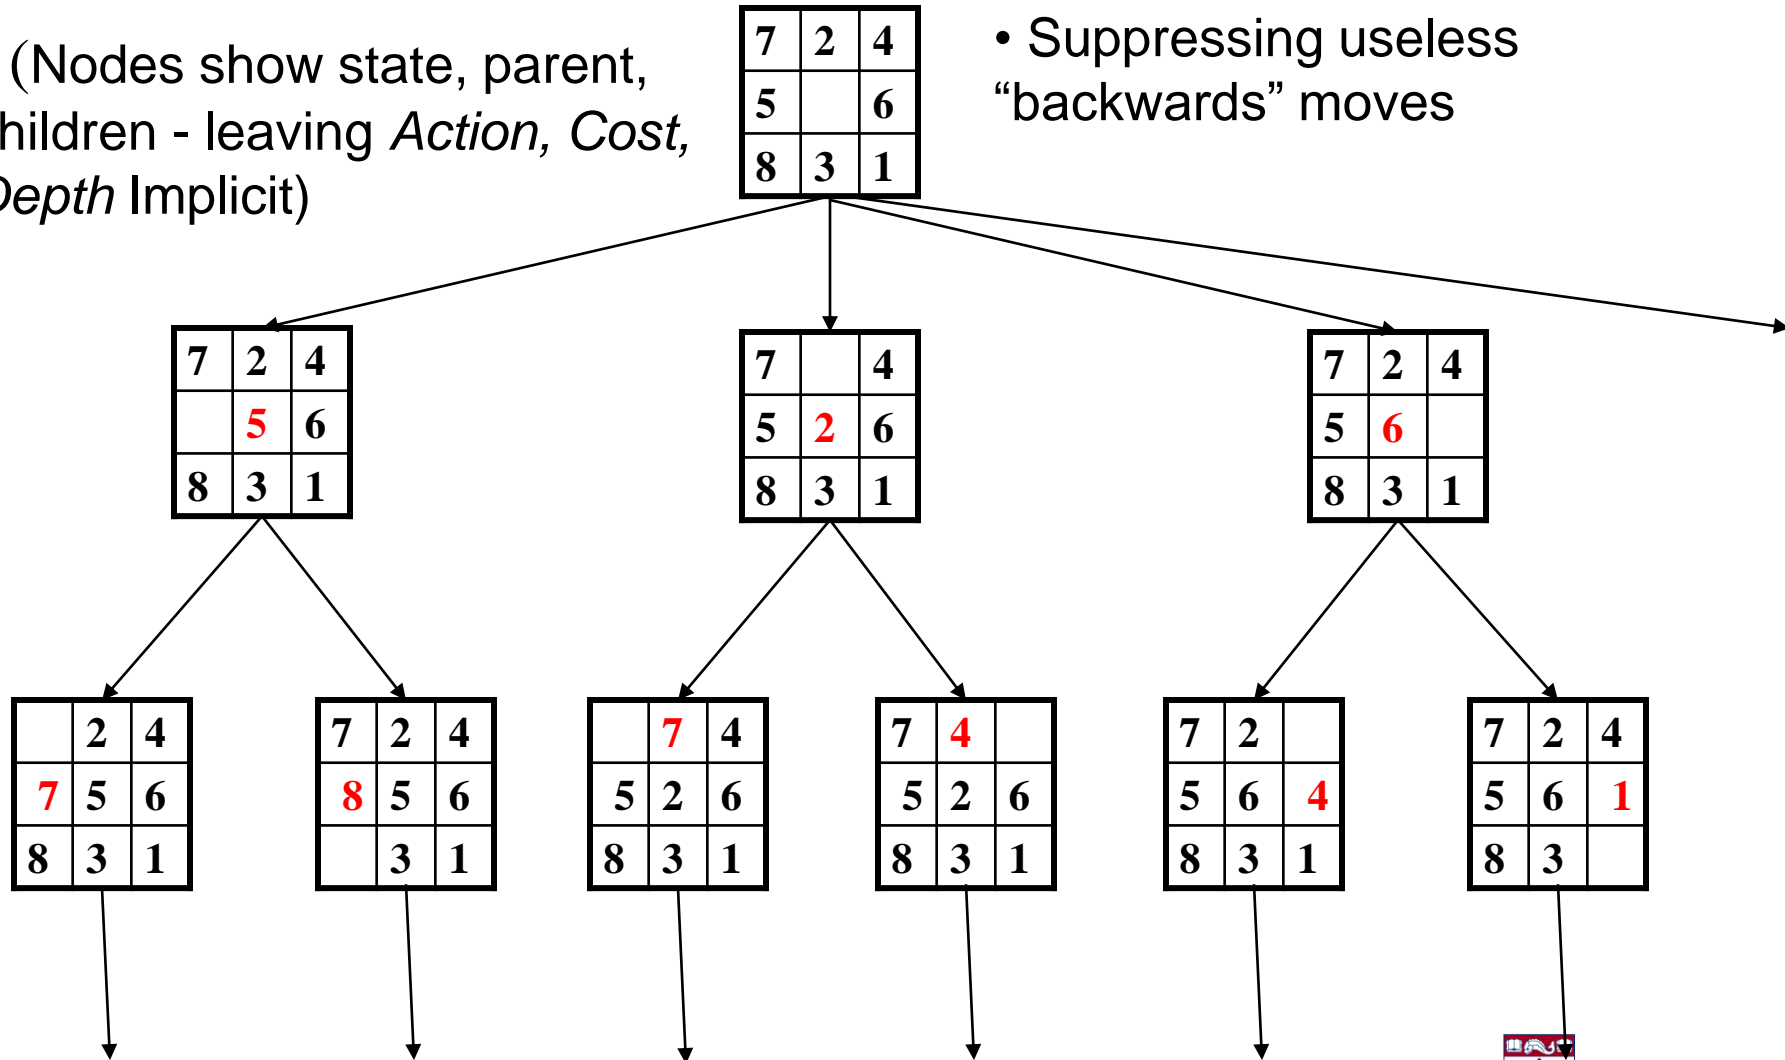 (Nodes show state, parent,
hildren - leaving Action, Cost,
Depth Implicit)
• Suppressing useless
“backwards” moves
7 2 4
5 6
8 3 1
7 2 4
5 6
8 3 1
7 4
5 2 6
8 3 1
7 2 4
5 6
8 3 1
2 4
7 5 6
8 3 1
7 2 4
8 5 6
3 1
7 4
5 2 6
8 3 1
7 4
5 2 6
8 3 1
7 2
5 6 4
8 3 1
7 2 4
5 6 1
8 3